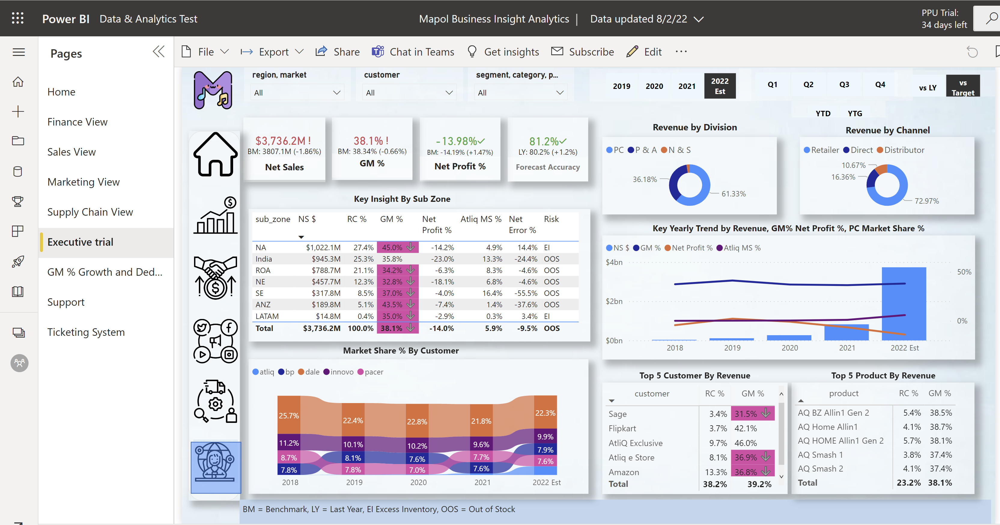 Power BI Data & Analytics Test
Mapol Business Insight Analytics | Data updated 8/2/22
PPU Trial:
34 days left
Pages
Home
Finance View
Sales View
Marketing View
Supply Chain View
Executive trial
GM % Growth and Ded...
Support
Ticketing System
File Export Share Chat in Teams Get insights Subscribe Edit ...
region, market
All
customer
All
segment, category, p...
All
2019 2020 2021 2022 Est
Q1 Q2 Q3 Q4
vs LY vs Target
YTD YTG
$3,736.2M !
BM: 3807.1M (-1.86%)
Net Sales
38.1% !
BM: 38.34% (-0.66%)
GM %
-13.98%✓
BM: -14.19% (+1.47%)
Net Profit %
81.2%✓
LY: 80.2% (+1.2%)
Forecast Accuracy
Revenue by Division
PC P & A N & S
36.18%
61.33%
Revenue by Channel
Retailer Direct Distributor
10.67%
16.36%
72.97%
Key Insight By Sub Zone
sub_zone NS $ RC % GM % Net Profit % Atliq MS % Net Error % Risk
NA $1,022.1M 27.4% 45.0% -14.2% 4.9% 14.4% EI
India $945.3M 25.3% 35.8% -23.0% 13.3% -24.4% OOS
ROA $788.7M 21.1% 34.2% -6.3% 8.3% -4.6% OOS
NE $457.7M 12.3% 32.8% -18.1% 6.8% -4.6% OOS
SE $317.8M 8.5% 37.0% -4.0% 16.4% -55.5% OOS
ANZ $189.8M 5.1% 43.5% -7.4% 1.4% -37.6% OOS
LATAM $14.8M 0.4% 35.0% -2.9% 0.3% 3.4% EI
Total $3,736.2M 100.0% 38.1% -14.0% 5.9% -9.5% OOS
Key Yearly Trend by Revenue, GM% Net Profit %, PC Market Share %
NS $ GM % Net Profit % Atliq MS %
$4bn
50%
$2bn
0%
$0bn
2018 2019 2020 2021 2022 Est
Market Share % By Customer
atliq bp dale innovo pacer
25.7% 22.4% 22.8% 21.8% 22.3%
11.2% 10.1% 10.2% 9.6% 9.9%
8.7% 8.1% 7.6% 7.7% 7.9%
7.8% 7.8% 7.0% 7.6% 7.6%
2018 2019 2020 2021 2022 Est
Top 5 Customer By Revenue
customer RC % GM %
Sage 3.4% 31.5%
Flipkart 3.7% 42.1%
AtliQ Exclusive 9.7% 46.0%
Atliq e Store 8.1% 36.9%
Amazon 13.3% 36.8%
Total 38.2% 39.2%
Top 5 Product By Revenue
product RC % GM %
AQ BZ Allin1 Gen 2 5.4% 38.5%
AQ Home Allin1 4.1% 38.7%
AQ HOME Allin1 Gen 2 5.7% 38.1%
AQ Smash 1 3.8% 37.4%
AQ Smash 2 4.1% 37.4%
Total 23.2% 38.1%
BM = Benchmark, LY = Last Year, EI Excess Inventory, OOS = Out of Stock